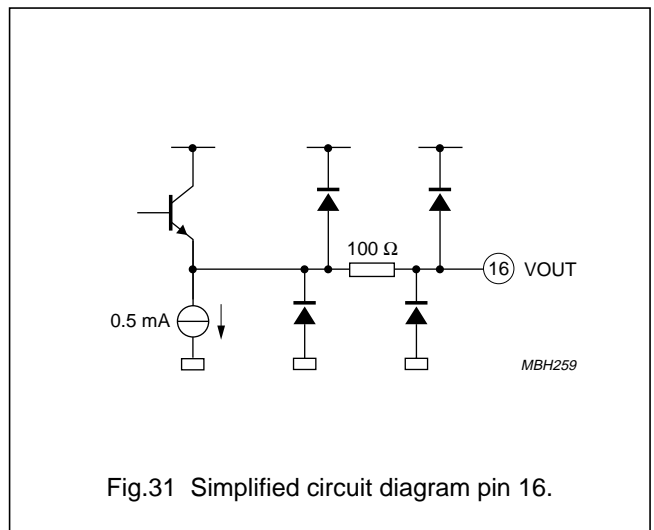 100 Ω
16 VOUT
0.5 mA
MBH259
Fig.31 Simplified circuit diagram pin 16.